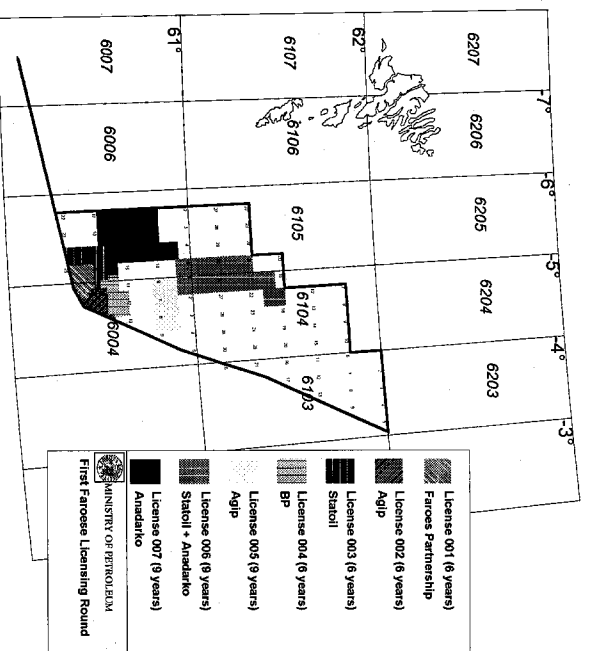 6207
6206
6205
6204
6203
-7°
-6°
-5°
-4°
-3°
62°
6107
6106
6105
6104
6103
61°
6007
6006
6004
License 001 (6 years)
Faroes Partnership
License 002 (6 years)
Agip
License 003 (6 years)
Statoil
License 004 (6 years)
BP
License 005 (9 years)
Agip
License 006 (9 years)
Statoil + Anadarko
License 007 (9 years)
Anadarko
MINISTRY OF PETROLEUM
First Faroese Licensing Round